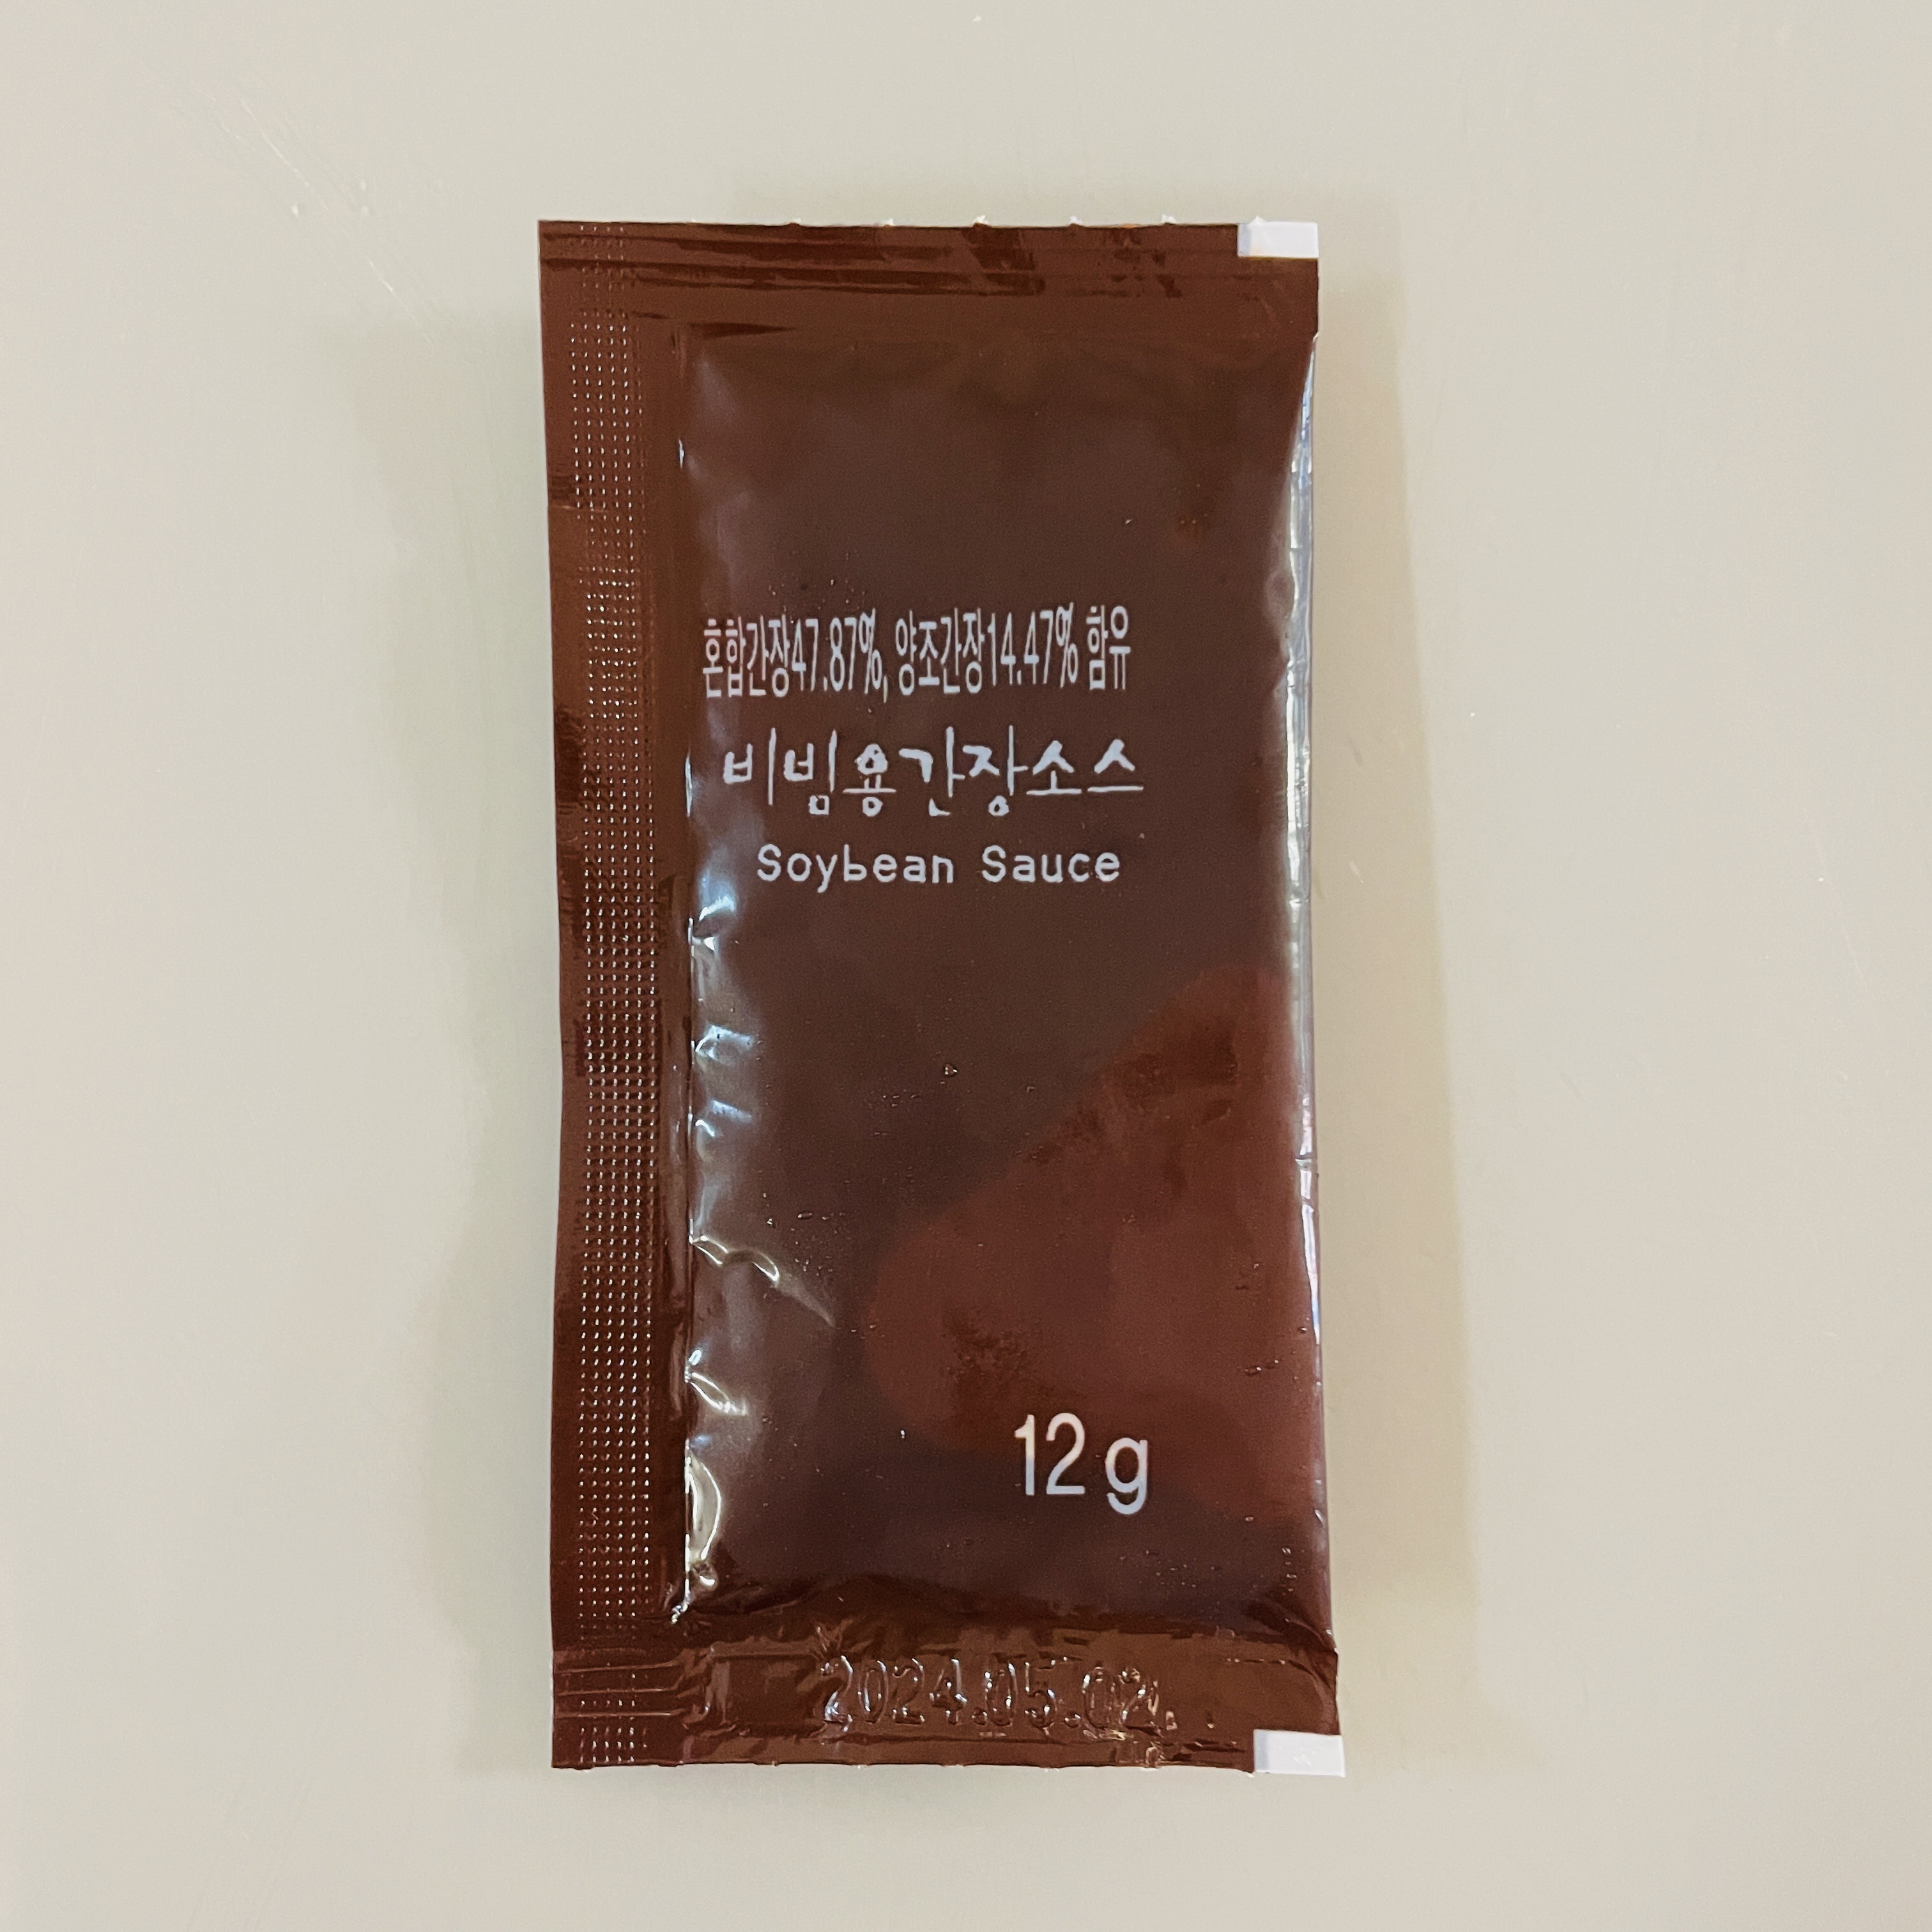 혼합간장47.87%, 양조간장14.47% 함유
비빔용간장소스
Soybean Sauce
12 g
2024.05.02